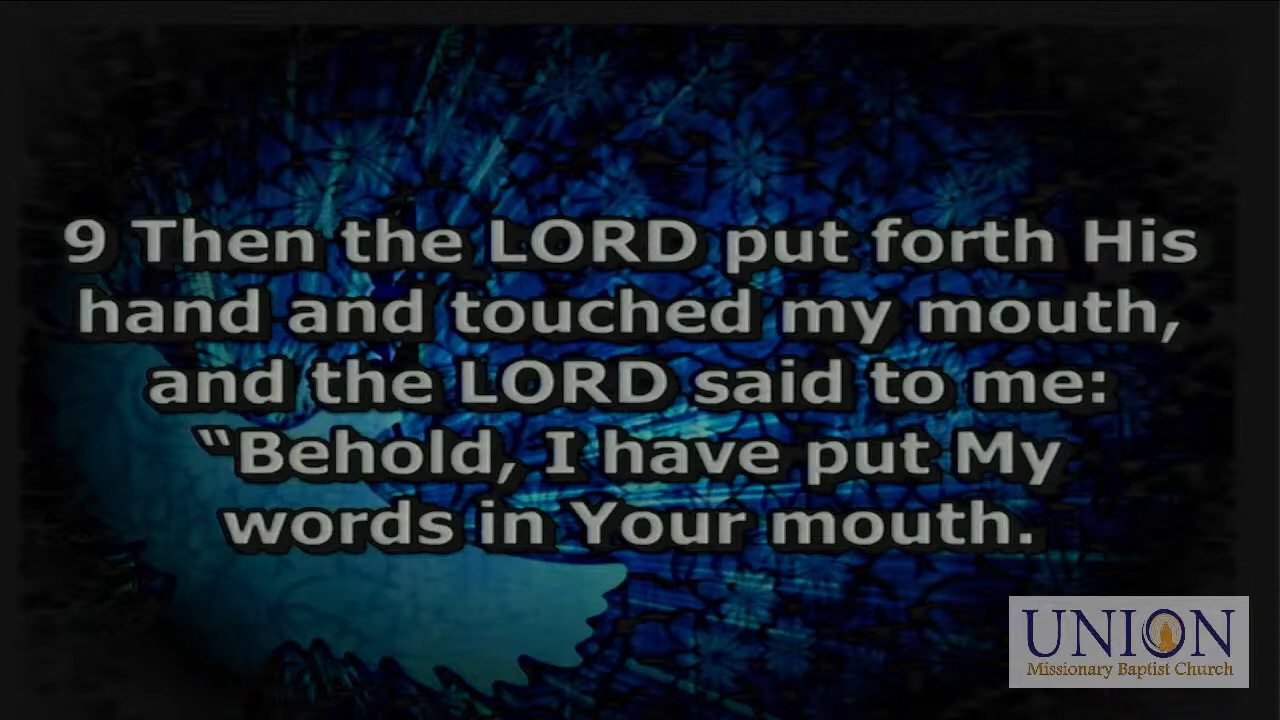 9 Then the LORD put forth His
hand and touched my mouth,
and the LORD said to me:
“Behold, I have put My
words in Your mouth.
UNION
Missionary Baptist Church